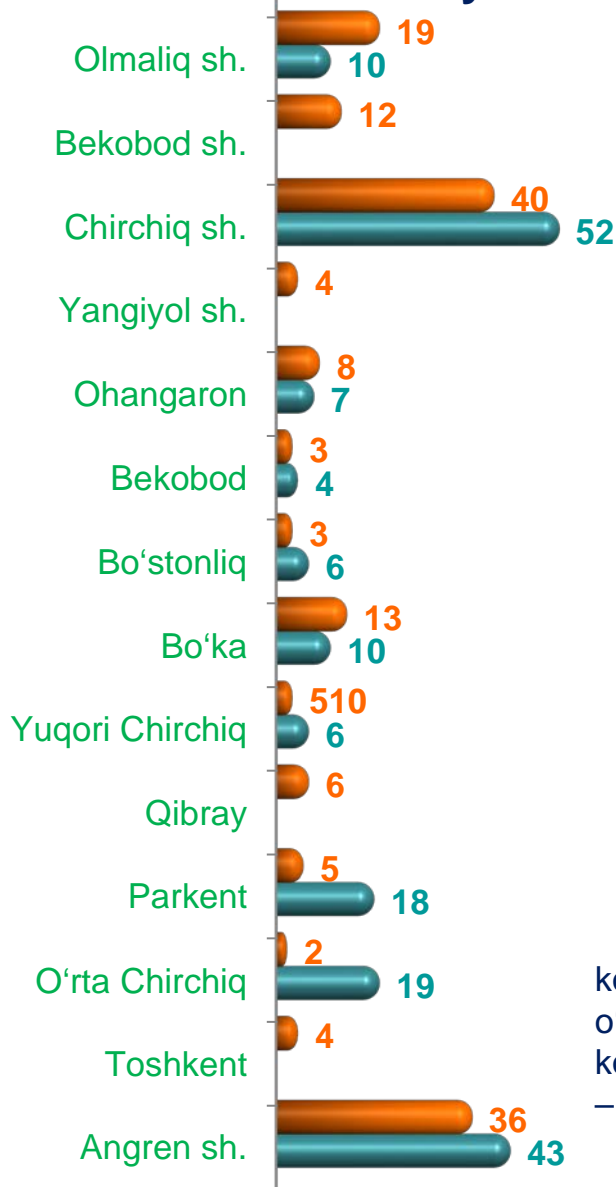 19
Olmaliq sh.
10
12
Bekobod sh.
40
Chirchiq sh.
52
4
Yangiyol sh.
8
Ohangaron
7
3
Bekobod
4
3
Bo‘stonliq
6
13
Bo‘ka
10
510
Yuqori Chirchiq
6
6
Qibray
5
Parkent
18
2
O‘rta Chirchiq
19
4
Toshkent
36
Angren sh.
43